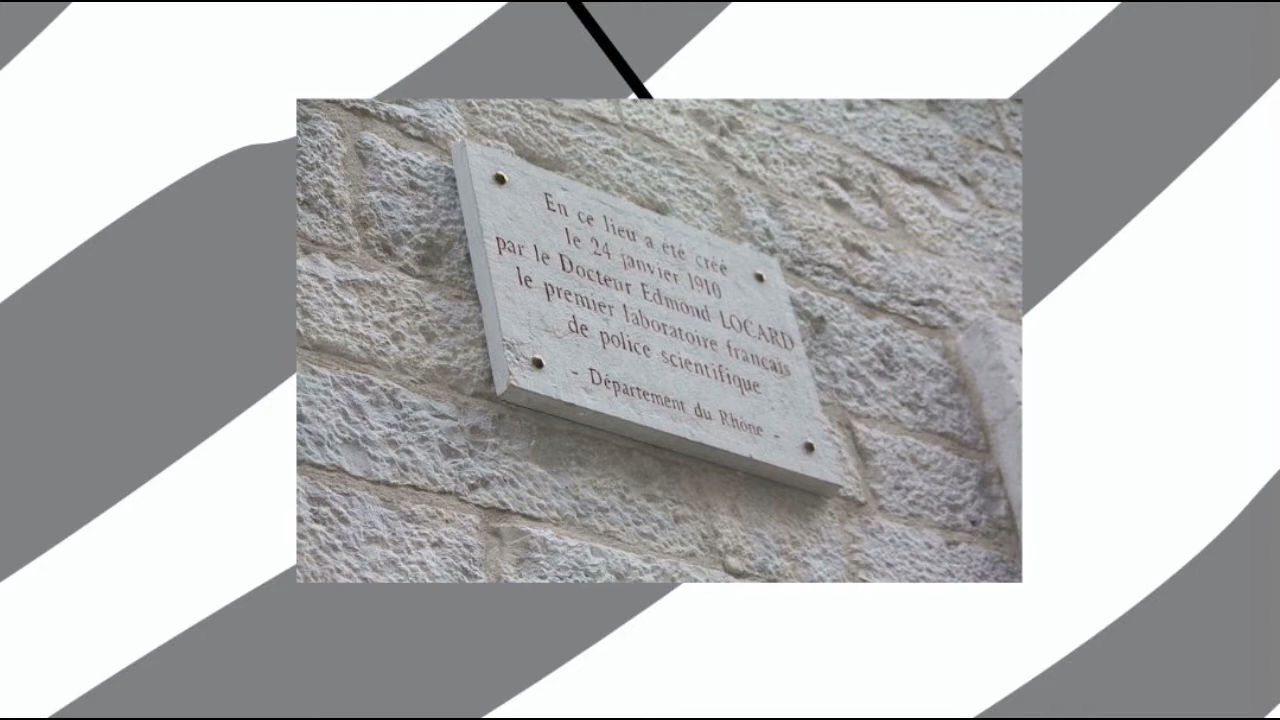 En ce lieu a été créé
le 24 janvier 1910
par le Docteur Edmond LOCARD
le premier laboratoire français
de police scientifique
- Département du Rhône -